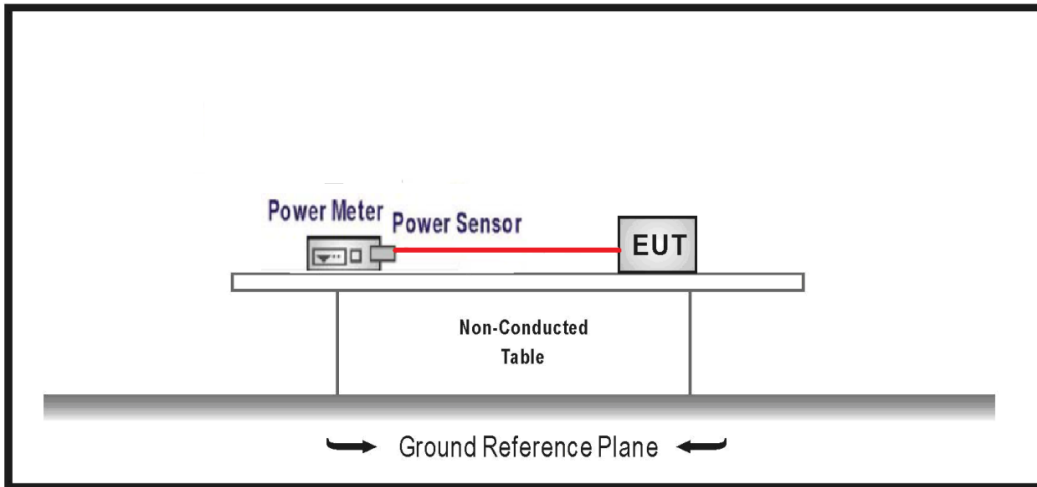 Power Meter
Power Sensor
EUT
Non-Conducted
Table
Ground Reference Plane